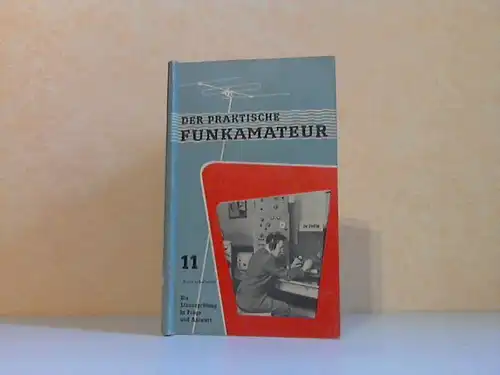 DER PRAKTISCHE
FUNKAMATEUR
11
Die
Lizenzprüfung
in Frage
und Antwort